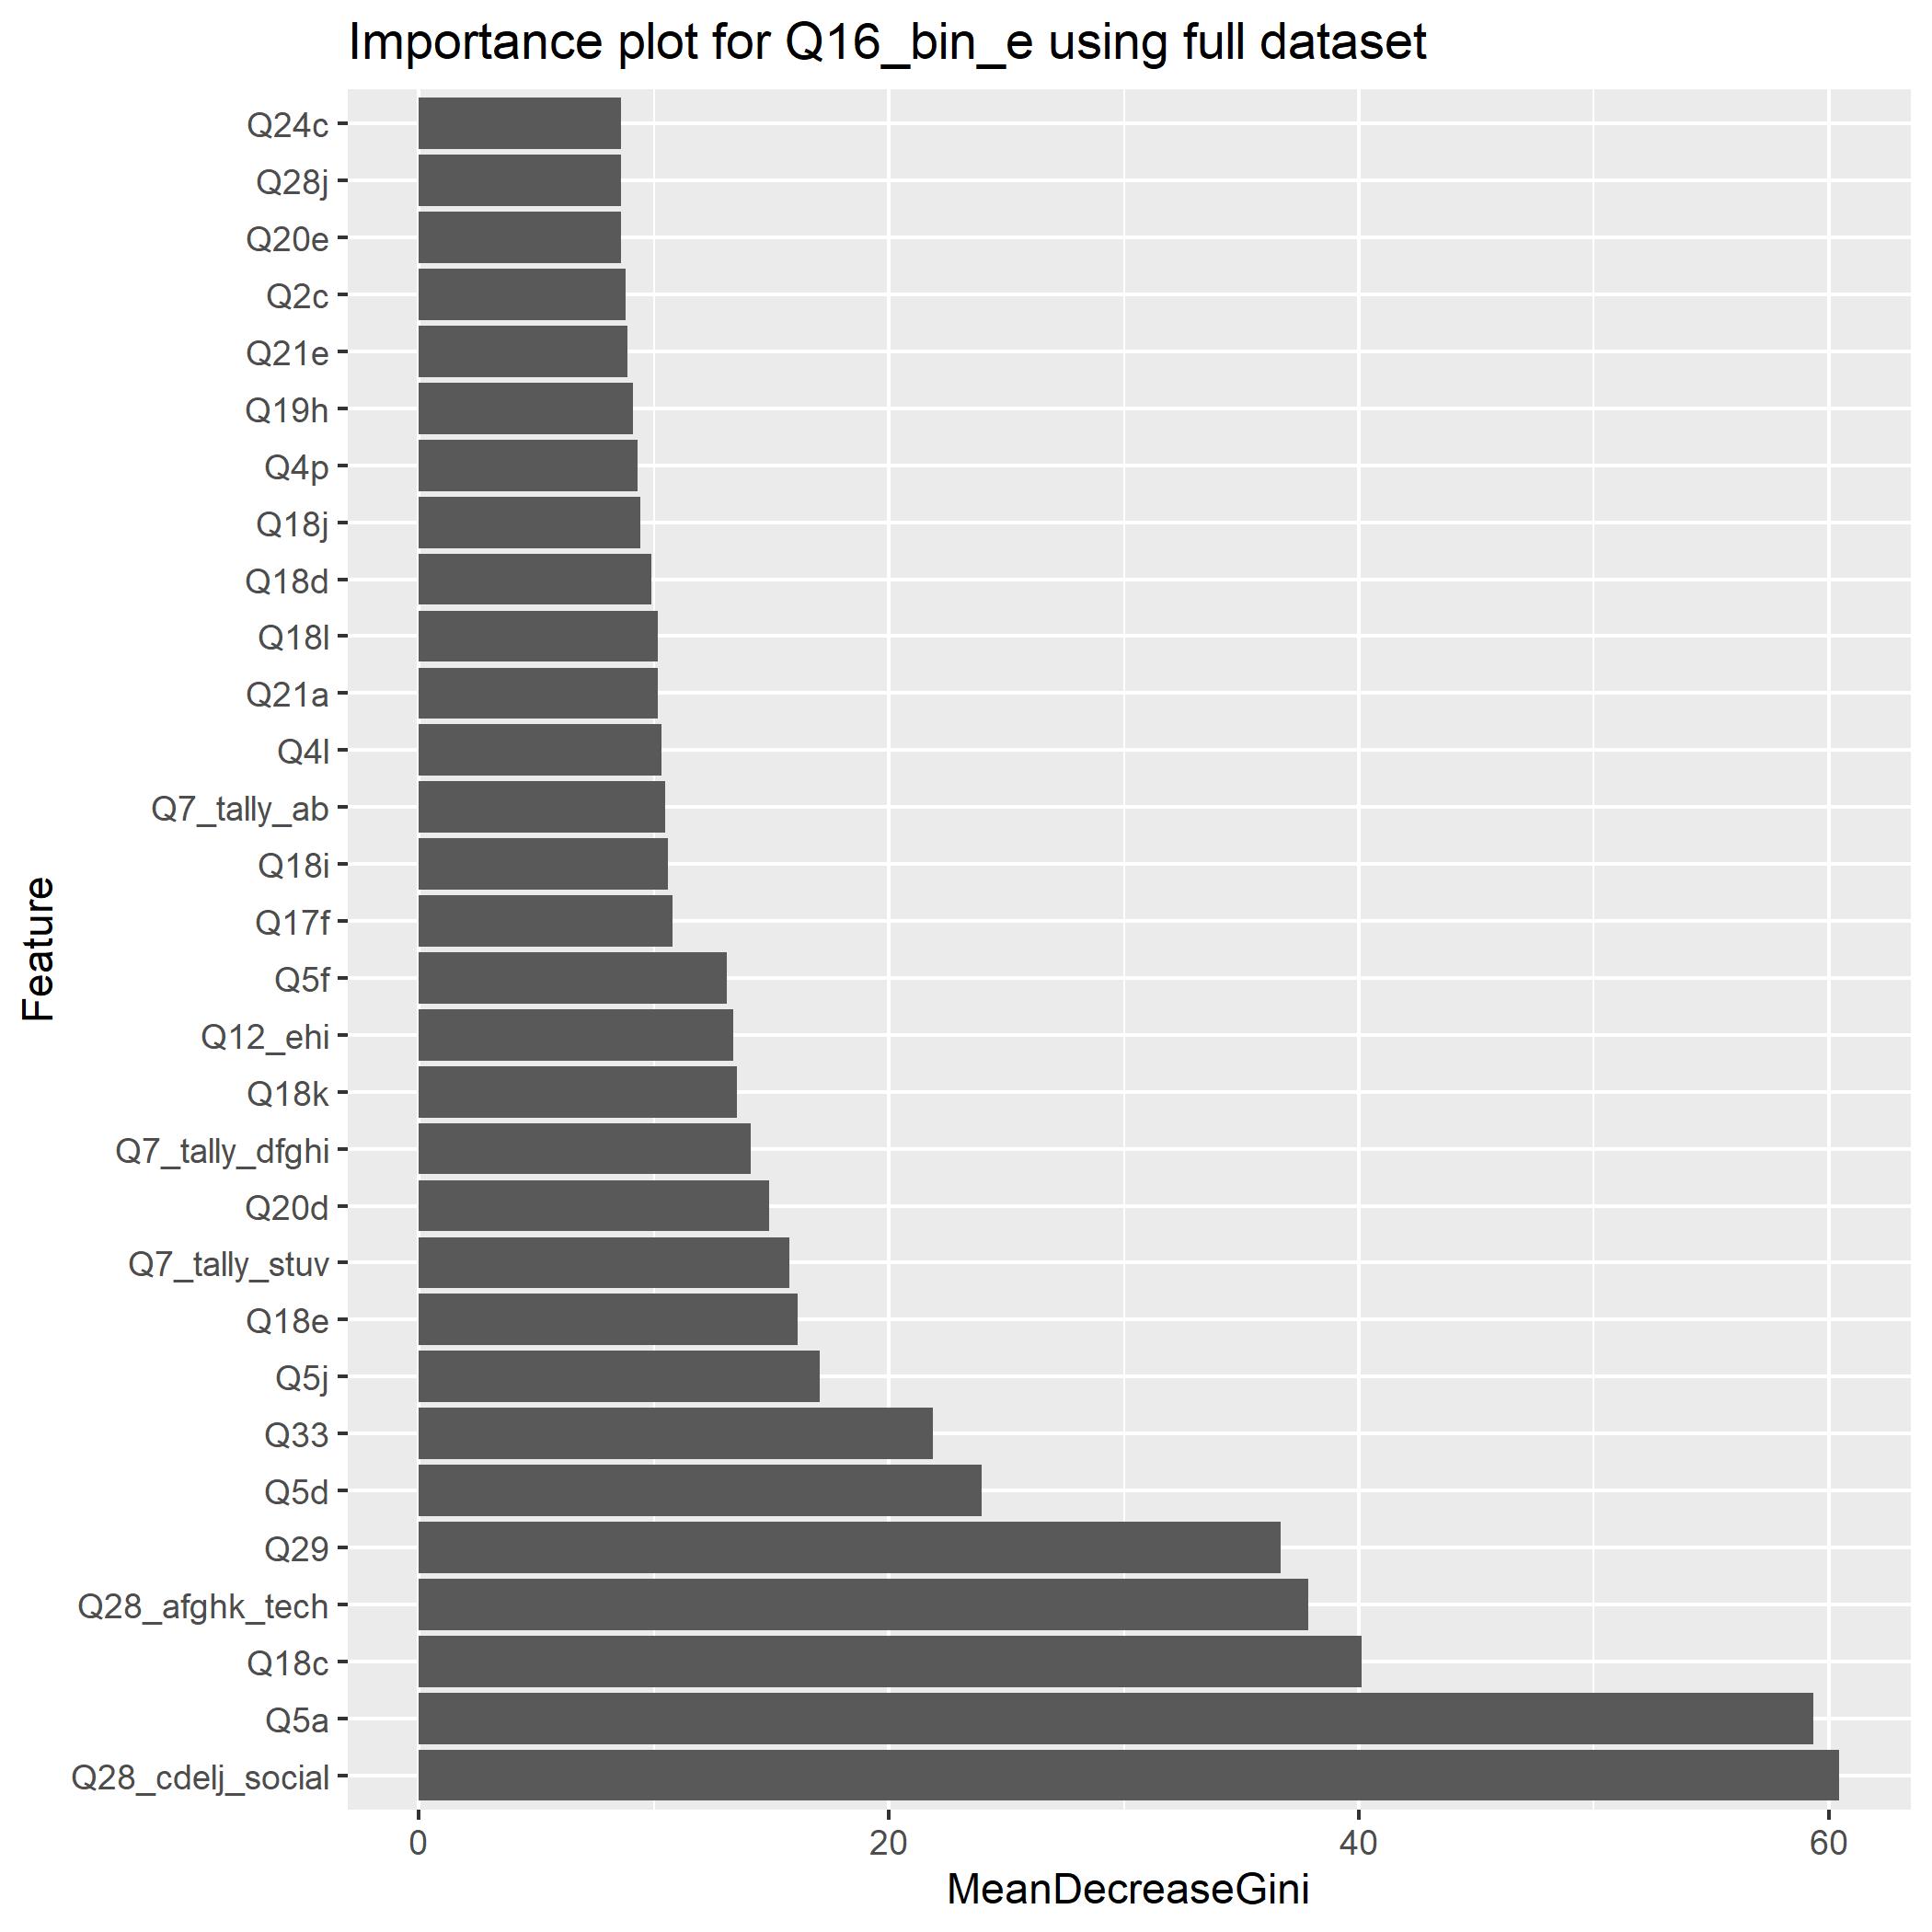 Importance plot for Q16_bin_e using full dataset
Q24c
Q28j
Q20e
Q2c
Q21e
Q19h
Q4p
Q18j
Q18d
Q18l
Q21a
Q4l
Q7_tally_ab
Q18i
Q17f
Q5f
Q12_ehi
Q18k
Q7_tally_dfghi
Q20d
Q7_tally_stuv
Q18e
Q5j
Q33
Q5d
Q29
Q28_afghk_tech
Q18c
Q5a
Q28_cdelj_social
Feature
0 20 40 60
MeanDecreaseGini